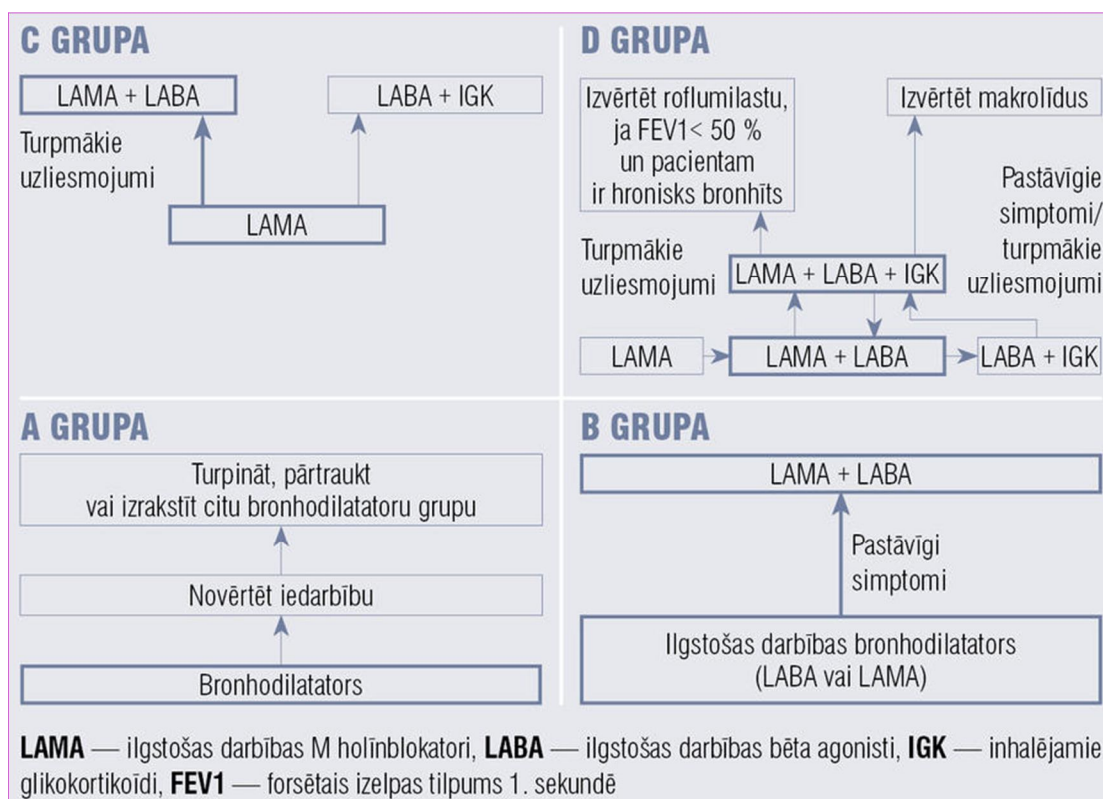 C GRUPA
LAMA + LABA
LABA + IGK
Turpmākie
uzliesmojumi
LAMA
D GRUPA
Izvērtēt roflumilastu,
ja FEV1< 50 %
un pacientam
ir hronisks bronhīts
Izvērtēt makrolīdus
Turpmākie
uzliesmojumi
Pastāvīgie
simptomi/
turpmākie
uzliesmojumi
LAMA + LABA + IGK
LAMA
LAMA + LABA
LABA + IGK
A GRUPA
Turpināt, pārtraukt
vai izrakstīt citu bronhodilatatoru grupu
Novērtēt iedarbību
Bronhodilatators
B GRUPA
LAMA + LABA
Pastāvīgi
simptomi
Ilgstošas darbības bronhodilatators
(LABA vai LAMA)
LAMA — ilgstošas darbības M holīnblokatori, LABA — ilgstošas darbības bēta agonisti, IGK — inhalējamie
glikokortikoīdi, FEV1 — forsētais izelpas tilpums 1. sekundē